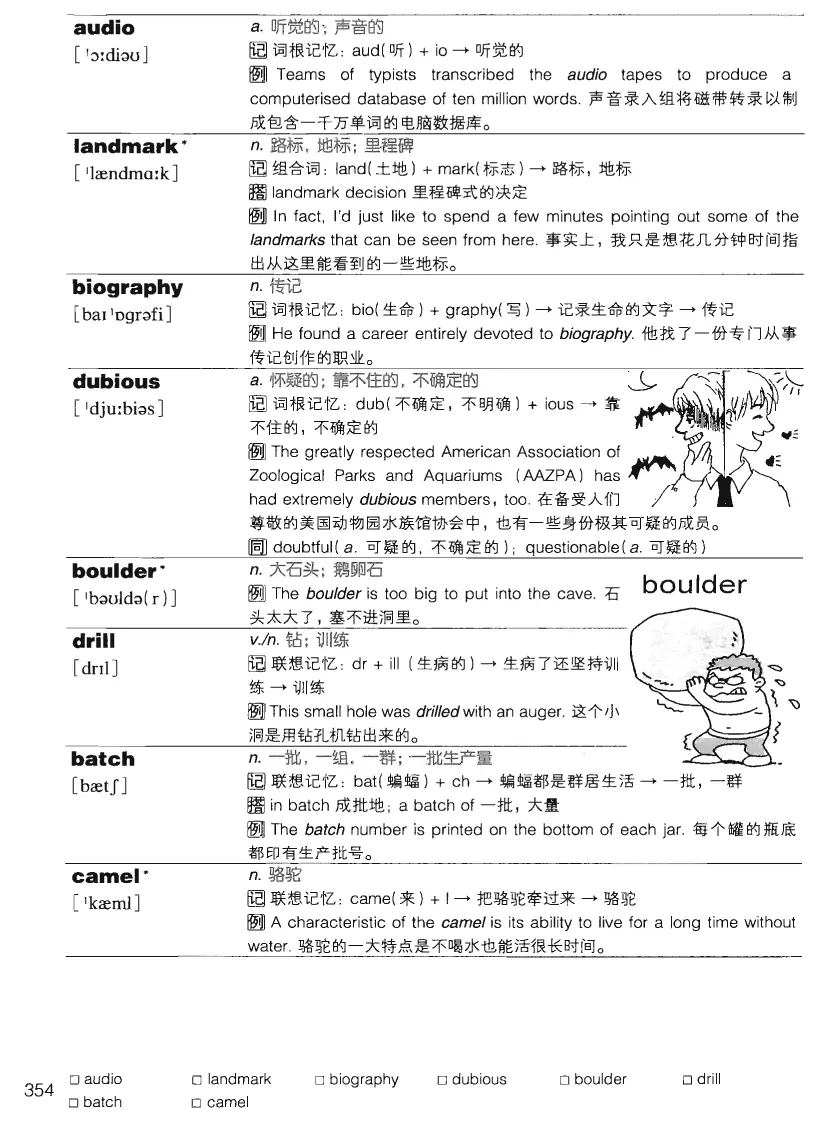 audio
[ ˈɔːdiəʊ ]
a. 听觉的；声音的
记 词根记忆：aud(听) + io → 听觉的
例 Teams of typists transcribed the audio tapes to produce a
computerised database of ten million words. 声音录入组将磁带转录以制
成包含一千万单词的电脑数据库。
landmark*
[ ˈlændmɑːk ]
n. 路标，地标；里程碑
记 组合词：land(土地) + mark(标志) → 路标，地标
搭 landmark decision 里程碑式的决定
例 In fact, I'd just like to spend a few minutes pointing out some of the
landmarks that can be seen from here. 事实上，我只是想花几分钟时间指
出从这里能看到的一些地标。
biography
[ baɪˈɒɡrəfi ]
n. 传记
记 词根记忆：bio(生命) + graphy(写) → 记录生命的文字 → 传记
例 He found a career entirely devoted to biography. 他找了一份专门从事
传记创作的职业。
dubious
[ ˈdjuːbiəs ]
a. 怀疑的；靠不住的，不确定的
记 词根记忆：dub(不确定，不明确) + ious → 靠
不住的，不确定的
例 The greatly respected American Association of
Zoological Parks and Aquariums (AAZPA) has
had extremely dubious members, too. 在备受人们
尊敬的美国动物园水族馆协会中，也有一些身份极其可疑的成员。
同 doubtful(a. 可疑的，不确定的)；questionable(a. 可疑的)
boulder*
[ ˈbəʊldə(r) ]
n. 大石头；鹅卵石
例 The boulder is too big to put into the cave. 石
头太大了，塞不进洞里。
boulder
drill
[ drɪl ]
v./n. 钻；训练
记 联想记忆：dr + ill (生病的) → 生病了还坚持训
练 → 训练
例 This small hole was drilled with an auger. 这个小
洞是用钻孔机钻出来的。
batch
[ bætʃ ]
n. 一批，一组，一群；一批生产量
记 联想记忆：bat(蝙蝠) + ch → 蝙蝠都是群居生活 → 一批，一群
搭 in batch 成批地；a batch of 一批，大量
例 The batch number is printed on the bottom of each jar. 每个罐的瓶底
都印有生产批号。
camel*
[ ˈkæml ]
n. 骆驼
记 联想记忆：came(来) + l → 把骆驼牵过来 → 骆驼
例 A characteristic of the camel is its ability to live for a long time without
water. 骆驼的一大特点是不喝水也能活很长时间。
354
□ audio □ landmark □ biography □ dubious □ boulder □ drill
□ batch □ camel